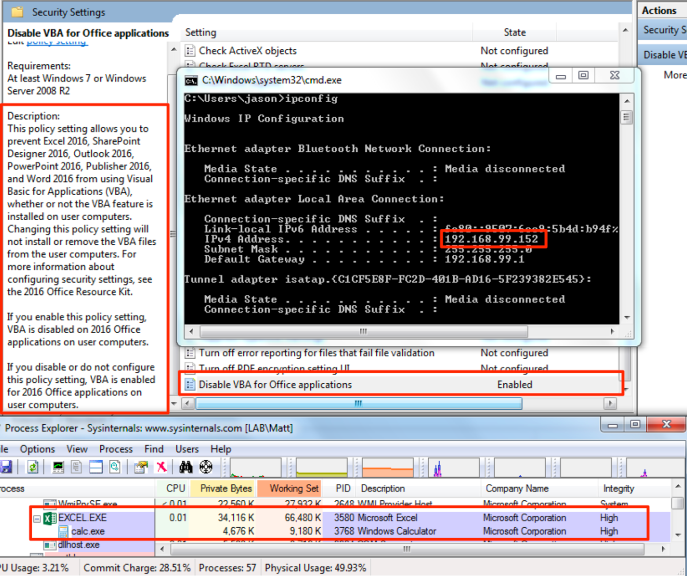 Security Settings
Actions
Disable VBA for Office applications
Setting
State
Security S
Edit policy setting
Check ActiveX objects
Not configured
Disable VB
Check Excel RTD servers
Not configured
More
Requirements:
At least Windows 7 or Windows
Server 2008 R2
Description:
This policy setting allows you to
prevent Excel 2016, SharePoint
Designer 2016, Outlook 2016,
PowerPoint 2016, Publisher 2016,
and Word 2016 from using Visual
Basic for Applications (VBA),
whether or not the VBA feature is
installed on user computers.
Changing this policy setting will
not install or remove the VBA files
from the user computers. For
more information about
configuring security settings, see
the 2016 Office Resource Kit.
If you enable this policy setting,
VBA is disabled on 2016 Office
applications on user computers.
If you disable or do not configure
this policy setting, VBA is enabled
for 2016 Office applications on
user computers.
C:\Windows\system32\cmd.exe
C:\Users\jason>ipconfig
Windows IP Configuration
Ethernet adapter Bluetooth Network Connection:
Media State . . . . . . . . . . . : Media disconnected
Connection-specific DNS Suffix . :
Ethernet adapter Local Area Connection:
Connection-specific DNS Suffix . :
Link-local IPv6 Address . . . . . :
IPv4 Address. . . . . . . . . . . : 192.168.99.152
Subnet Mask . . . . . . . . . . . : 255.255.255.0
Default Gateway . . . . . . . . . : 192.168.99.1
Tunnel adapter isatap.{C1CF5E8F-FC2D-401B-AD16-5F239382E545}:
Media State . . . . . . . . . . . : Media disconnected
Connection-specific DNS Suffix . :
Turn off error reporting for files that fail file validation
Not configured
Turn off PDF encryption setting UI
Not configured
Disable VBA for Office applications
Enabled
Process Explorer - Sysinternals: www.sysinternals.com [LAB\Matt]
le Options View Process Find Users Help
rocess CPU Private Bytes Working Set PID Description Company Name Integrity
WmiPrvSE.exe < 0.01 22,560 K 27,932 K 2648 WMI Provider Host Microsoft Corporation System
EXCEL.EXE 0.01 34,116 K 66,480 K 3580 Microsoft Excel Microsoft Corporation High
calc.exe 4,676 K 9,180 K 3768 Windows Calculator Microsoft Corporation High
dllhost.exe
PU Usage: 3.21% Commit Charge: 28.51% Processes: 57 Physical Usage: 49.93%